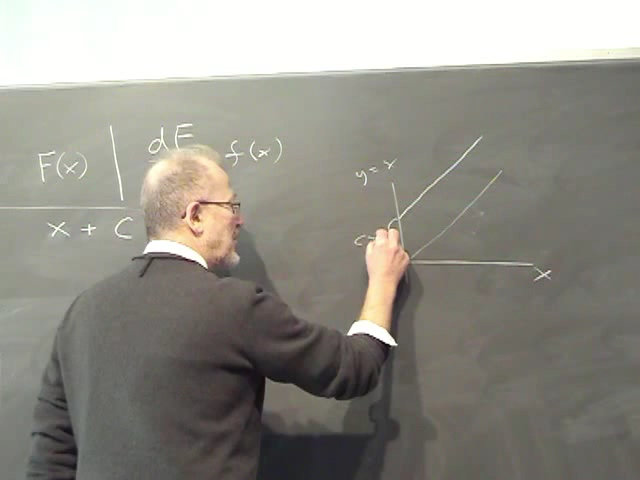 F(x) | dF f(x)
x + C
y = x
C
x